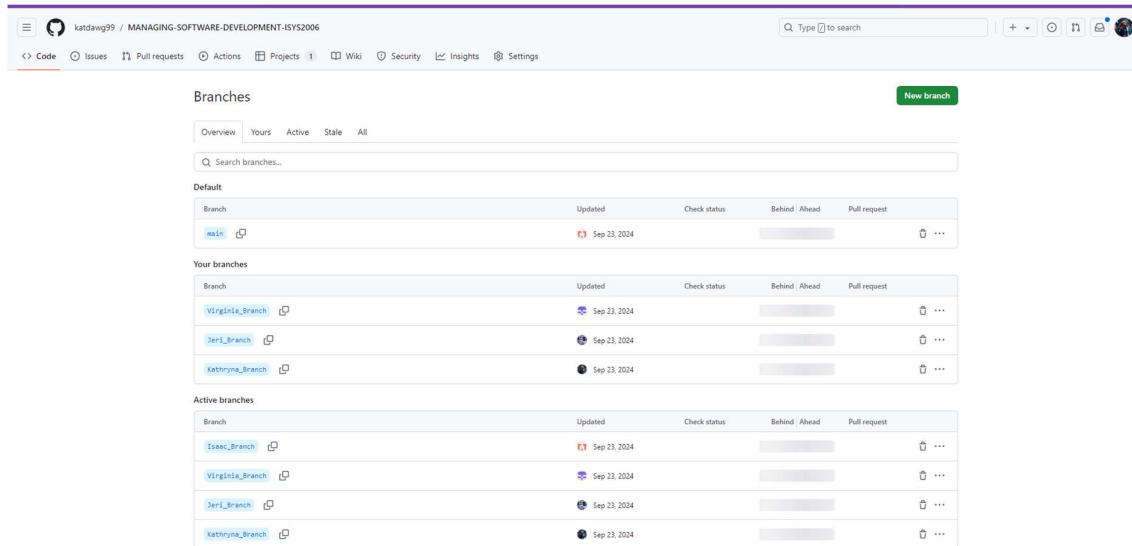 katdawg99 / MANAGING-SOFTWARE-DEVELOPMENT-ISYS2006 Type / to search
Code Issues Pull requests Actions Projects 1 Wiki Security Insights Settings
Branches New branch
Overview Yours Active Stale All
Search branches...
Default
Branch Updated Check status Behind Ahead Pull request
main Sep 23, 2024
Your branches
Branch Updated Check status Behind Ahead Pull request
Virginia_Branch Sep 23, 2024
Jeri_Branch Sep 23, 2024
Kathryna_Branch Sep 23, 2024
Active branches
Branch Updated Check status Behind Ahead Pull request
Isaac_Branch Sep 23, 2024
Virginia_Branch Sep 23, 2024
Jeri_Branch Sep 23, 2024
Kathryna_Branch Sep 23, 2024